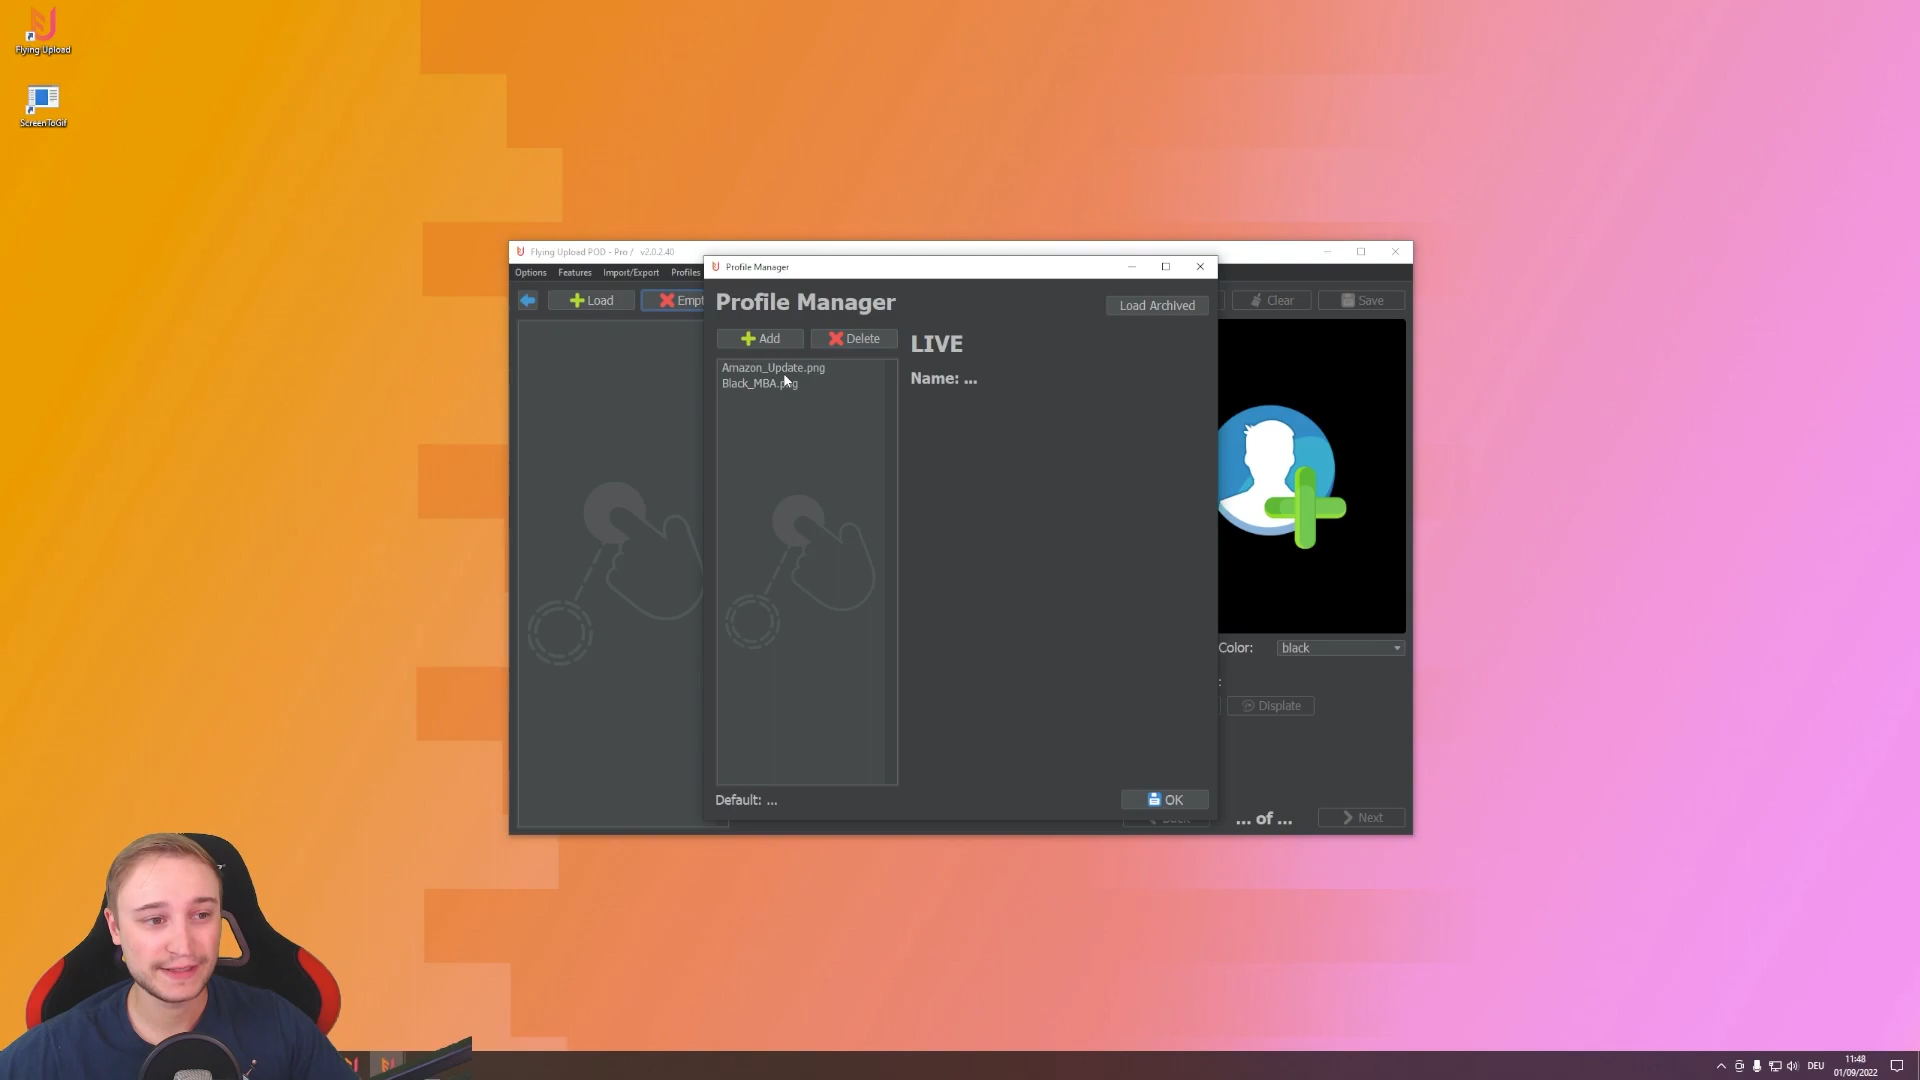 Flying Upload
ScreenToGif
Flying Upload POD - Pro / v2.0.2.40
Options Features Import/Export Profiles
Load
Clear
Save
Profile Manager
Profile Manager
Load Archived
Add
Delete
LIVE
Name: ...
Amazon_Update.png
Color: black
:
Displate
Default: ...
OK
... of ...
Next
DEU
11:48
01/09/2022